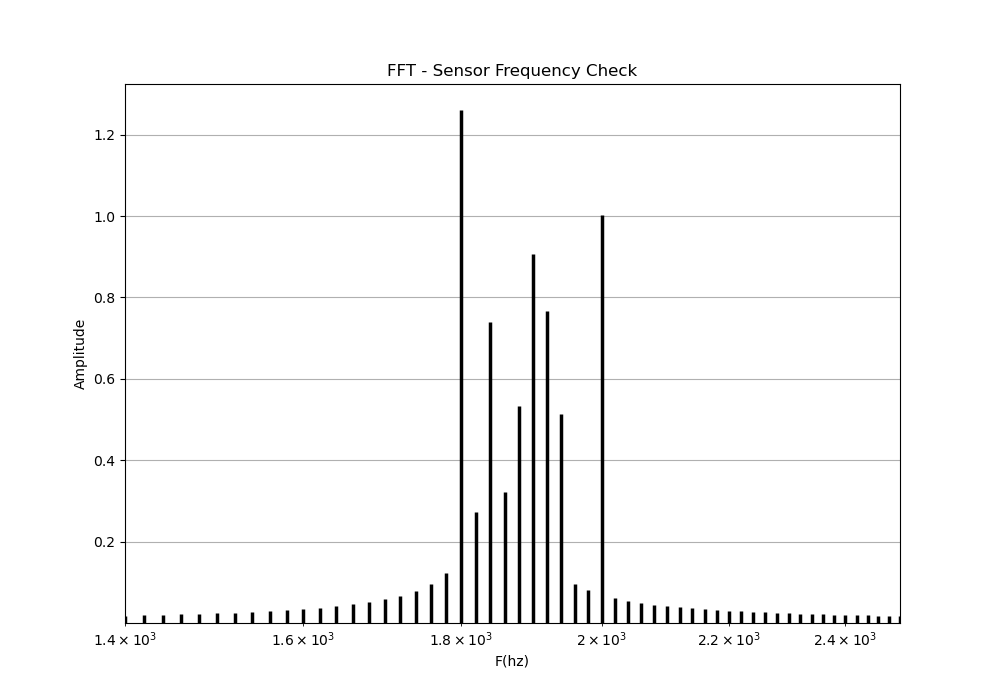 FFT - Sensor Frequency Check
1.2
1.0
0.8
0.6
0.4
0.2
Amplitude
1.4 × 10³ 1.6 × 10³ 1.8 × 10³ 2 × 10³ 2.2 × 10³ 2.4 × 10³
F(hz)